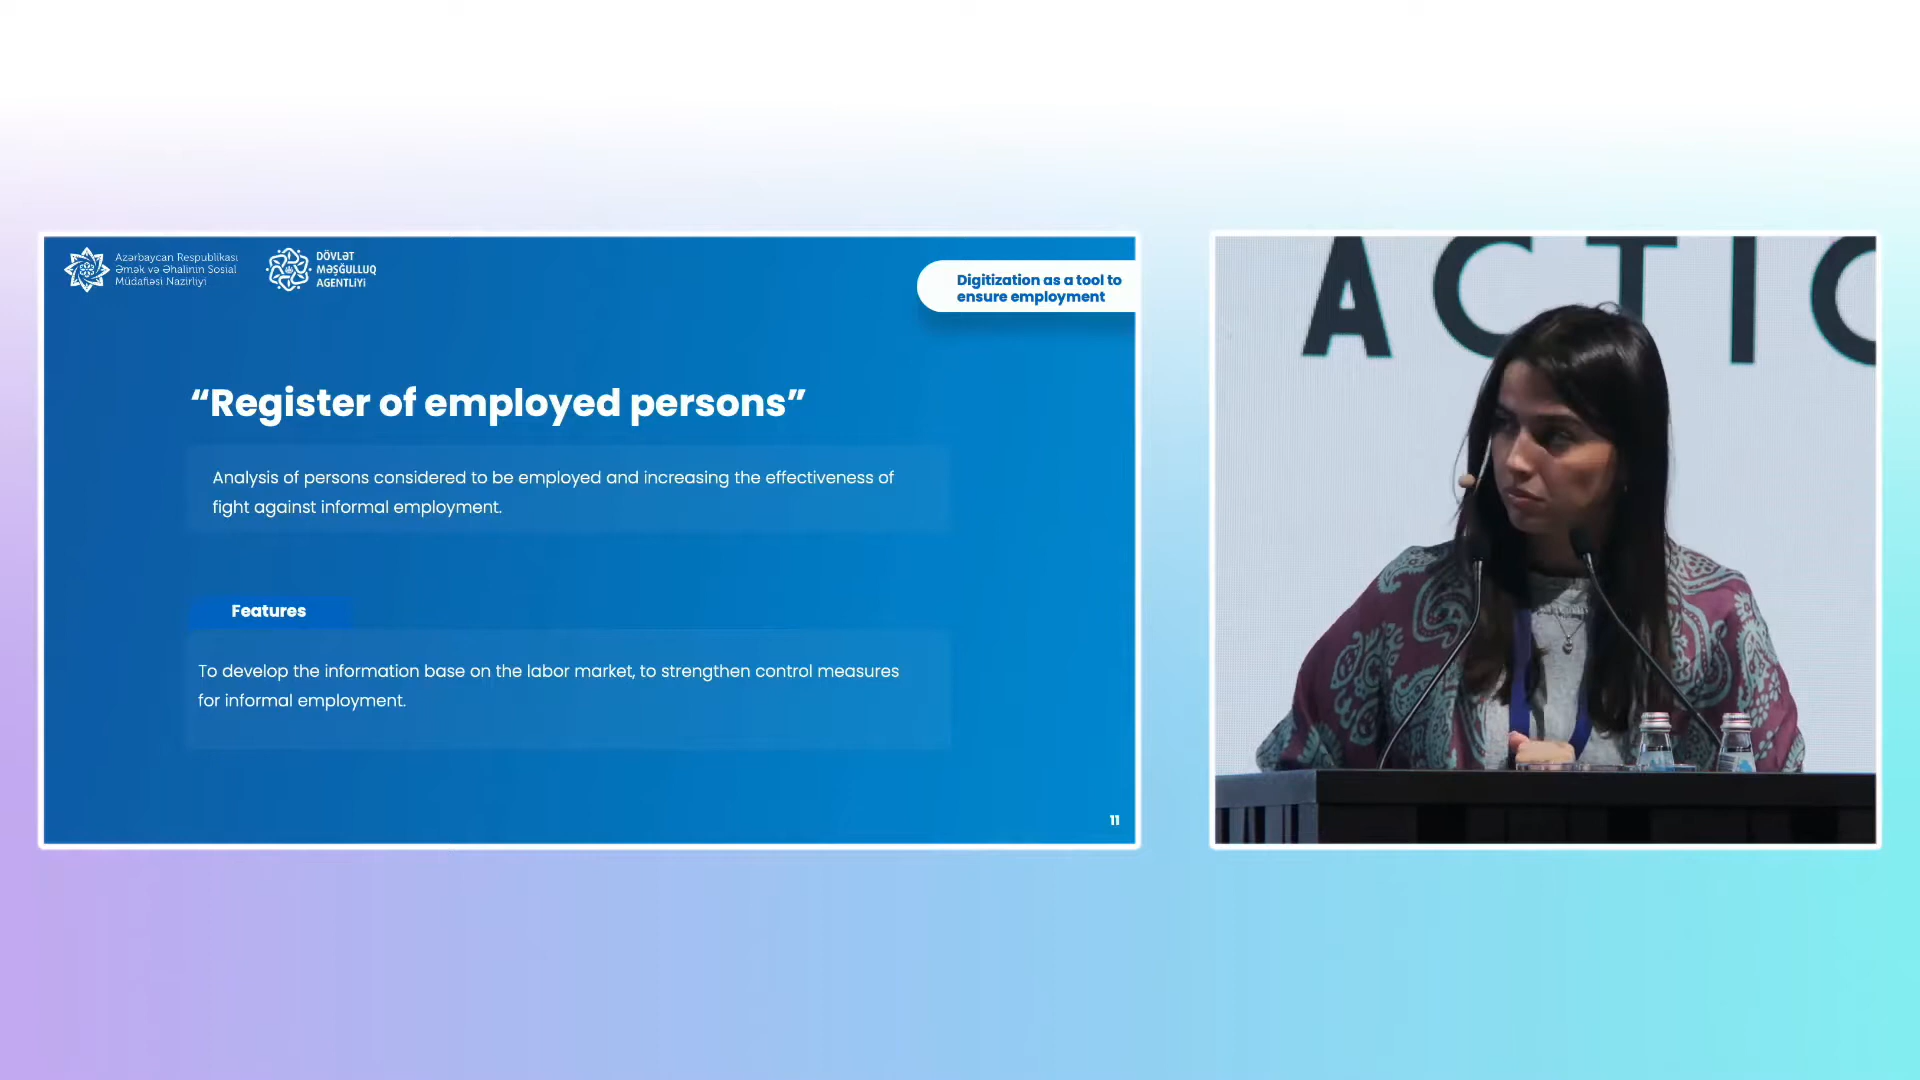 Azərbaycan Respublikası
Əmək və Əhalinin Sosial
Müdafiəsi Nazirliyi
DÖVLƏT
MƏŞĞULLUQ
AGENTLİYİ
Digitization as a tool to
ensure employment
“Register of employed persons”
Analysis of persons considered to be employed and increasing the effectiveness of
fight against informal employment.
Features
To develop the information base on the labor market, to strengthen control measures
for informal employment.
11
ACTIO